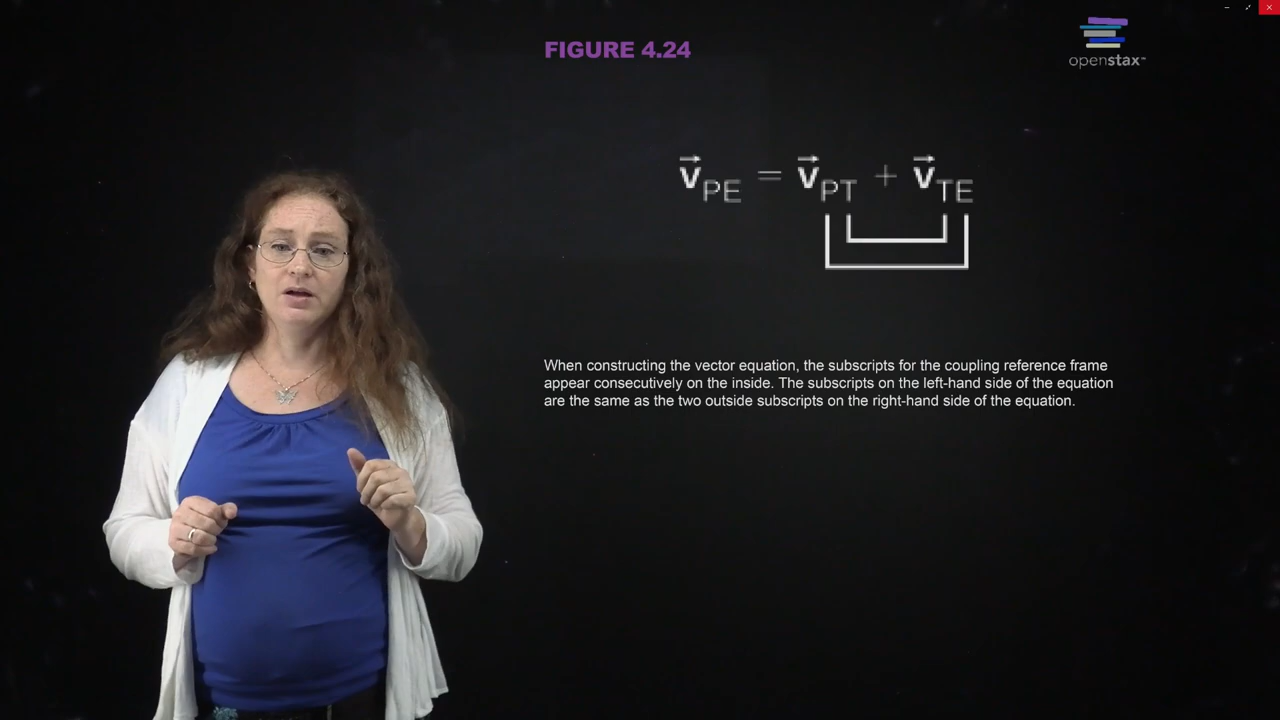 FIGURE 4.24
openstax™
v⃗PE = v⃗PT + v⃗TE
When constructing the vector equation, the subscripts for the coupling reference frame
appear consecutively on the inside. The subscripts on the left-hand side of the equation
are the same as the two outside subscripts on the right-hand side of the equation.